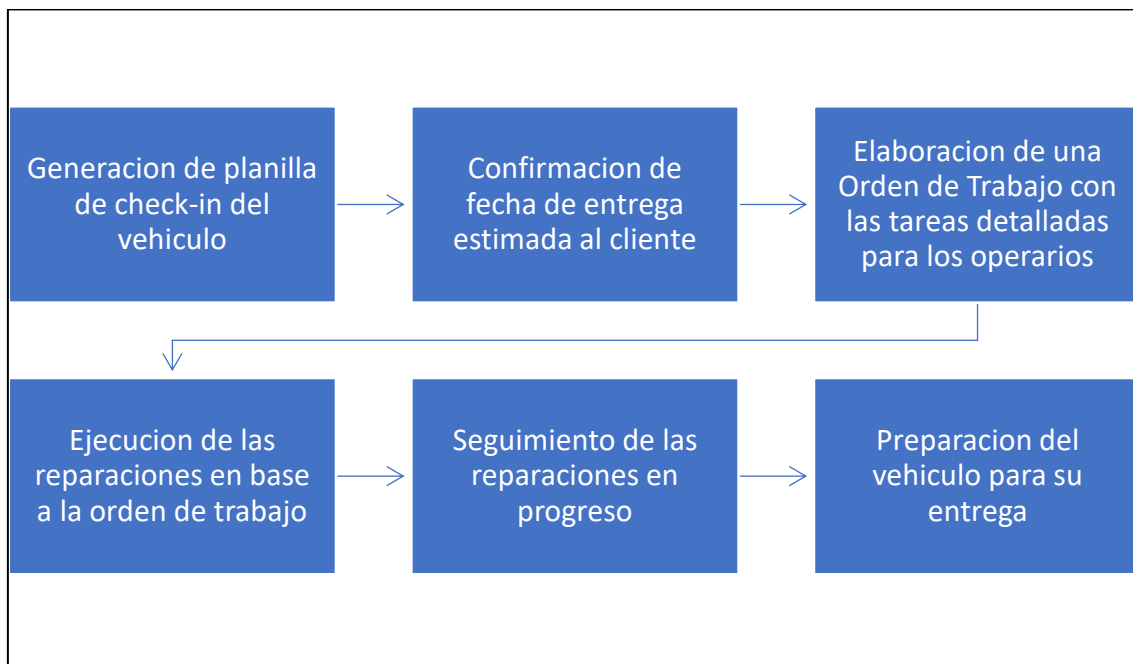 Generacion de planilla
de check-in del
vehiculo
Confirmacion de
fecha de entrega
estimada al cliente
Elaboracion de una
Orden de Trabajo con
las tareas detalladas
para los operarios
Ejecucion de las
reparaciones en base
a la orden de trabajo
Seguimiento de las
reparaciones en
progreso
Preparacion del
vehiculo para su
entrega